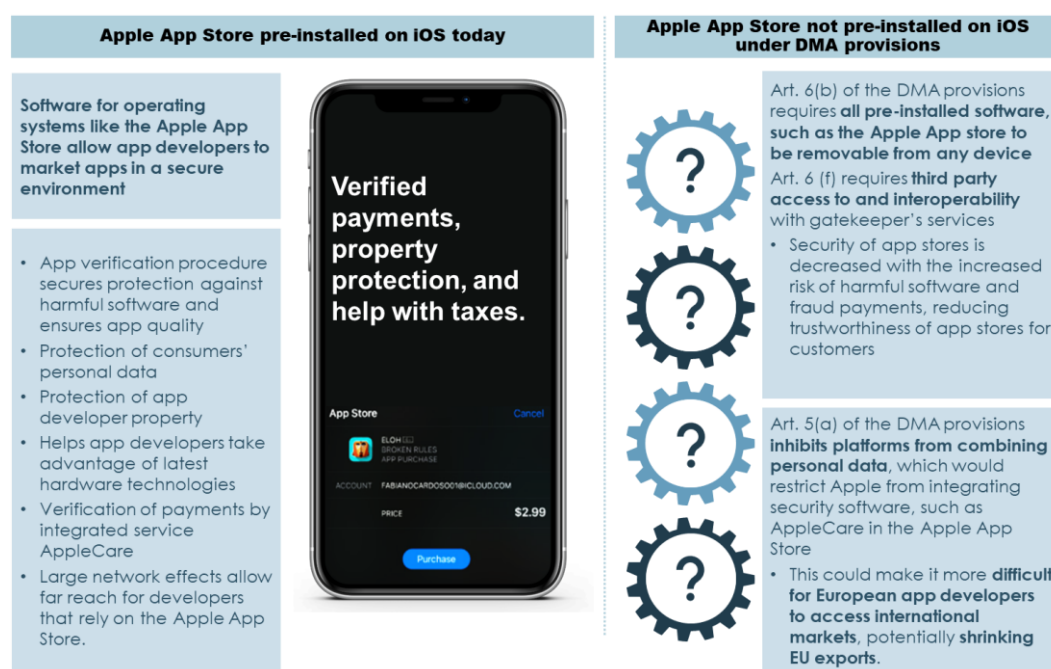 Apple App Store pre-installed on iOS today
Software for operating
systems like the Apple App
Store allow app developers to
market apps in a secure
environment
• App verification procedure
secures protection against
harmful software and
ensures app quality
• Protection of consumers'
personal data
• Protection of app
developer property
• Helps app developers take
advantage of latest
hardware technologies
• Verification of payments by
integrated service
AppleCare
• Large network effects allow
far reach for developers
that rely on the Apple App
Store.
Verified
payments,
property
protection, and
help with taxes.
App Store Cancel
ELOH
BROKEN RULES
APP PURCHASE
ACCOUNT FABIANOCARDOSO01@ICLOUD.COM
PRICE $2.99
Purchase
Apple App Store not pre-installed on iOS
under DMA provisions
?
?
?
?
Art. 6(b) of the DMA provisions
requires all pre-installed software,
such as the Apple App store to
be removable from any device
Art. 6 (f) requires third party
access to and interoperability
with gatekeeper's services
• Security of app stores is
decreased with the increased
risk of harmful software and
fraud payments, reducing
trustworthiness of app stores for
customers
Art. 5(a) of the DMA provisions
inhibits platforms from combining
personal data, which would
restrict Apple from integrating
security software, such as
AppleCare in the Apple App
Store
• This could make it more difficult
for European app developers
to access international
markets, potentially shrinking
EU exports.